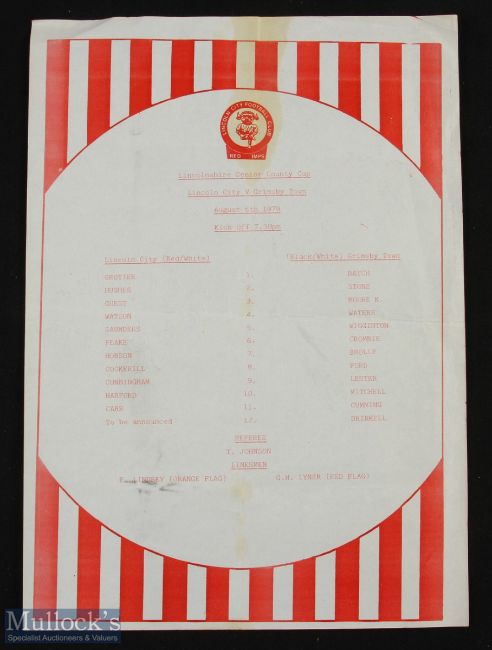 LINCOLN CITY FOOTBALL CLUB
RED IMPS
Lincolnshire Senior County Cup
Lincoln City V Grimsby Town
August 6th 1979
Kick Off 7.30pm
Lincoln City (Red/White) (Black/White) Grimsby Town
GROTIER 1. BATCH
HUGHES 2. STONE
GUEST 3. MOORE K.
WATSON 4. WATERS
SAUNDERS 5. WIGGINTON
PEAKE 6. CROMBIE
HOBSON 7. BROLLY
COCKERILL 8. FORD
CUNNINGHAM 9. LESTER
HARFORD 10. MITCHELL
CARR 11. CUMMING
To be announced 12. DRINKELL
REFEREE
T. JOHNSON
LINESMEN
LINDSEY (ORANGE FLAG) G.M. TYNER (RED FLAG)
Mullock's
Specialist Auctioneers & Valuers